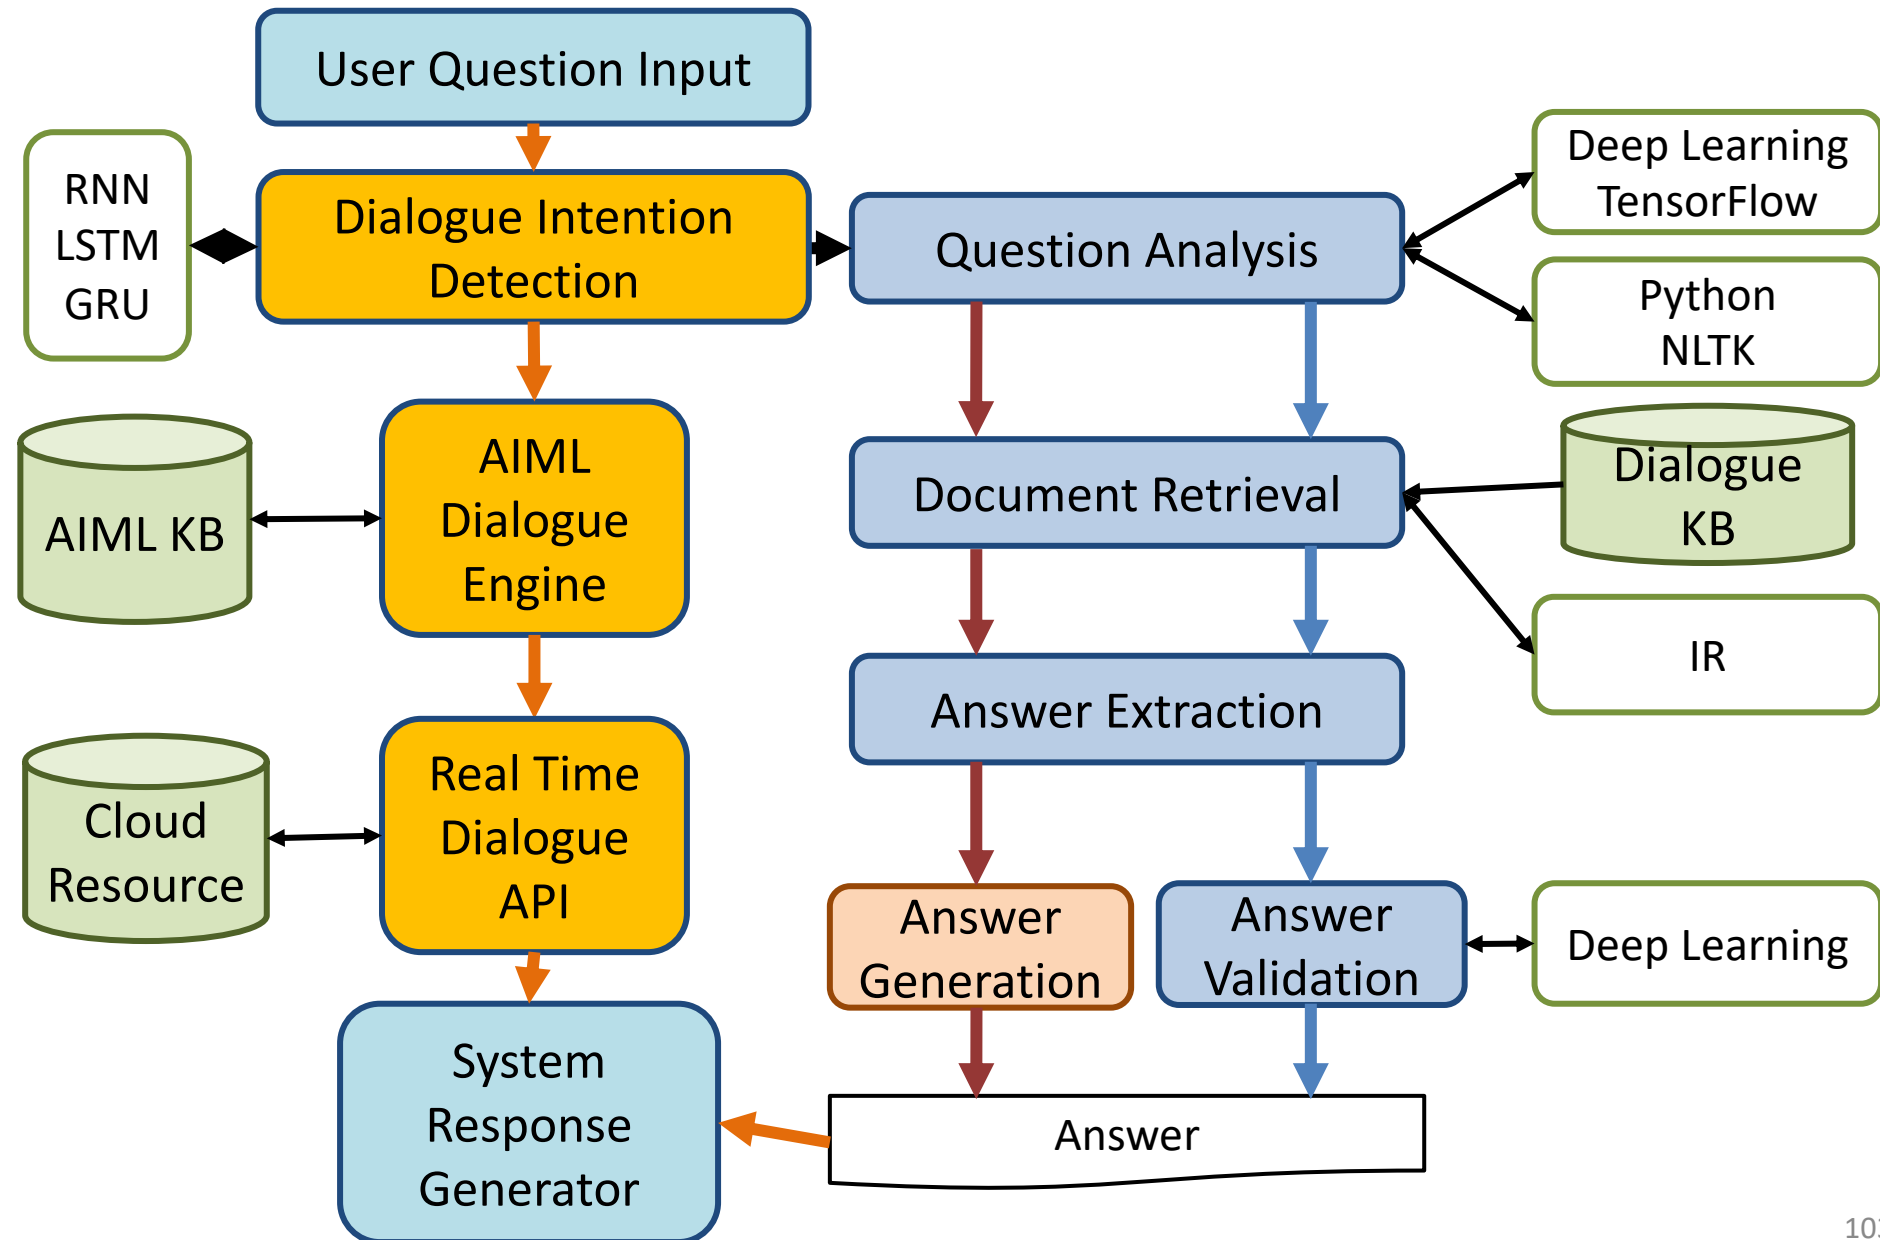 User Question Input
RNN
LSTM
GRU
Dialogue Intention
Detection
Question Analysis
Deep Learning
TensorFlow
Python
NLTK
AIML KB
AIML
Dialogue
Engine
Document Retrieval
Dialogue
KB
IR
Answer Extraction
Cloud
Resource
Real Time
Dialogue
API
Answer
Generation
Answer
Validation
Deep Learning
System
Response
Generator
Answer
103